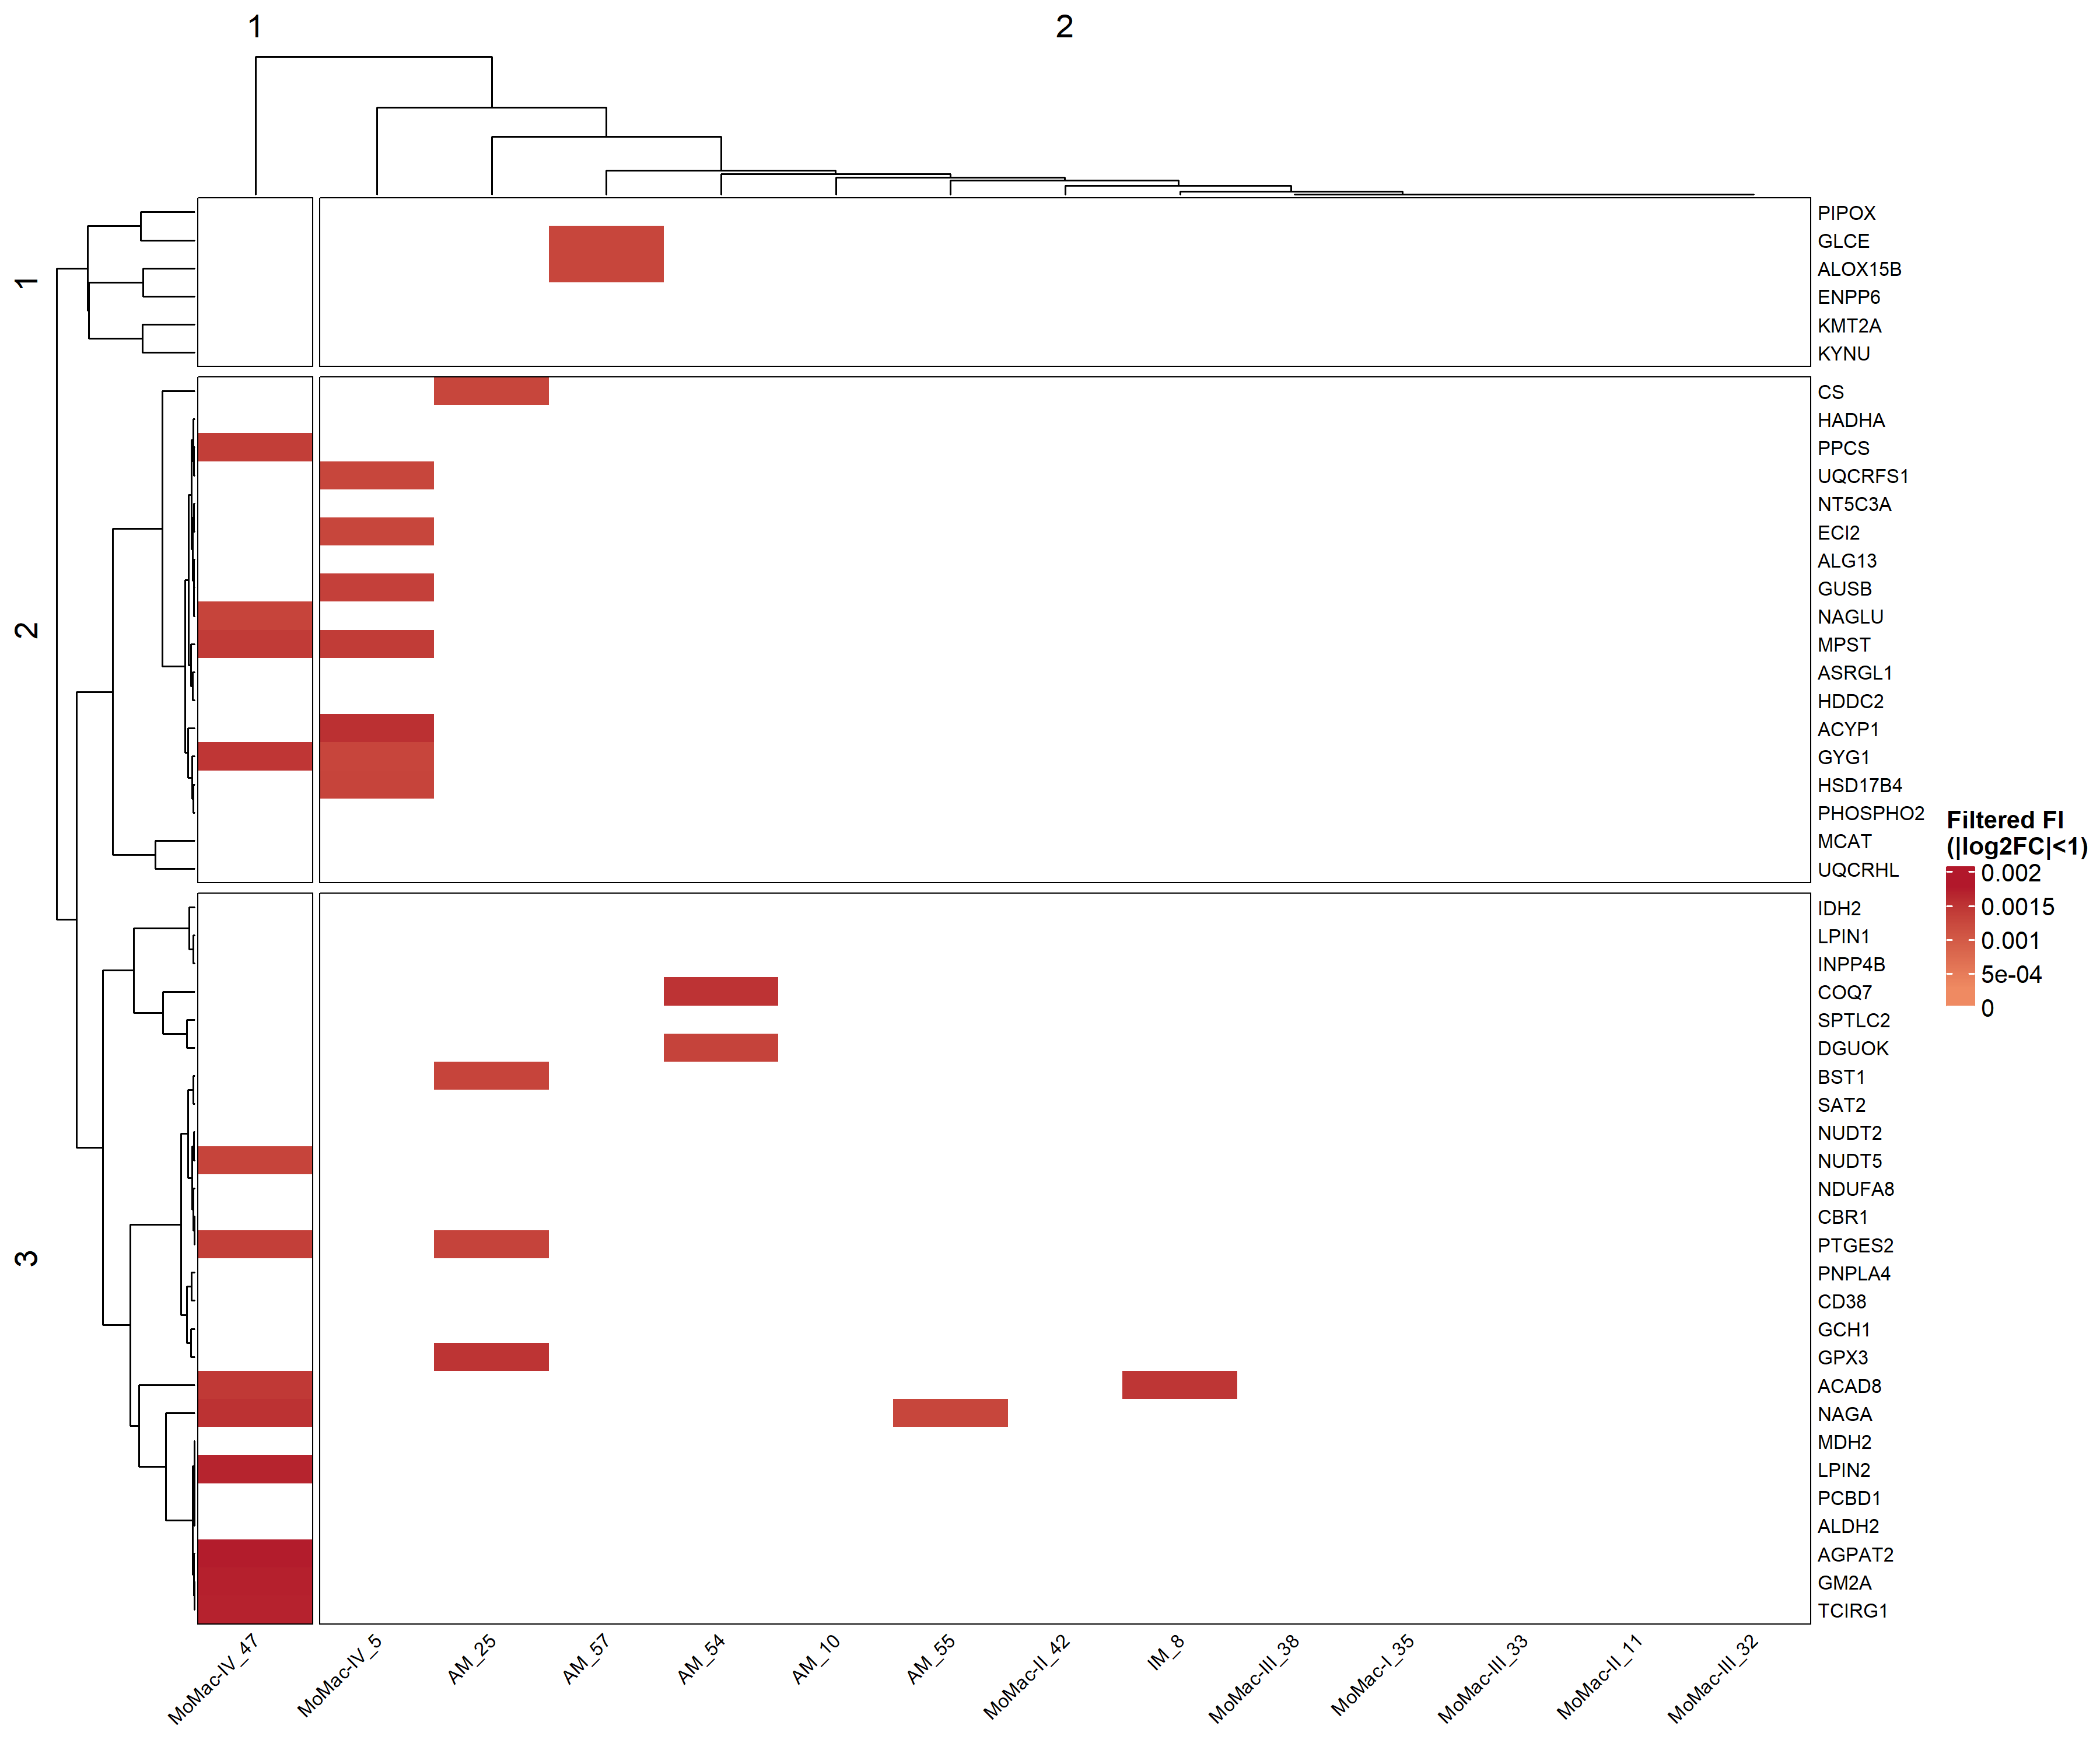 1
2
1
PIPOX
GLCE
ALOX15B
ENPP6
KMT2A
KYNU
2
CS
HADHA
PPCS
UQCRFS1
NT5C3A
ECI2
ALG13
GUSB
NAGLU
MPST
ASRGL1
HDDC2
ACYP1
GYG1
HSD17B4
PHOSPHO2
MCAT
UQCRHL
3
IDH2
LPIN1
INPP4B
COQ7
SPTLC2
DGUOK
BST1
SAT2
NUDT2
NUDT5
NDUFA8
CBR1
PTGES2
PNPLA4
CD38
GCH1
GPX3
ACAD8
NAGA
MDH2
LPIN2
PCBD1
ALDH2
AGPAT2
GM2A
TCIRG1
MoMac-IV_47
MoMac-IV_5
AM_25
AM_57
AM_54
AM_10
AM_55
MoMac-II_42
IM_8
MoMac-III_38
MoMac-I_35
MoMac-III_33
MoMac-II_11
MoMac-III_32
Filtered FI
(|log2FC|<1)
0.002
0.0015
0.001
5e-04
0